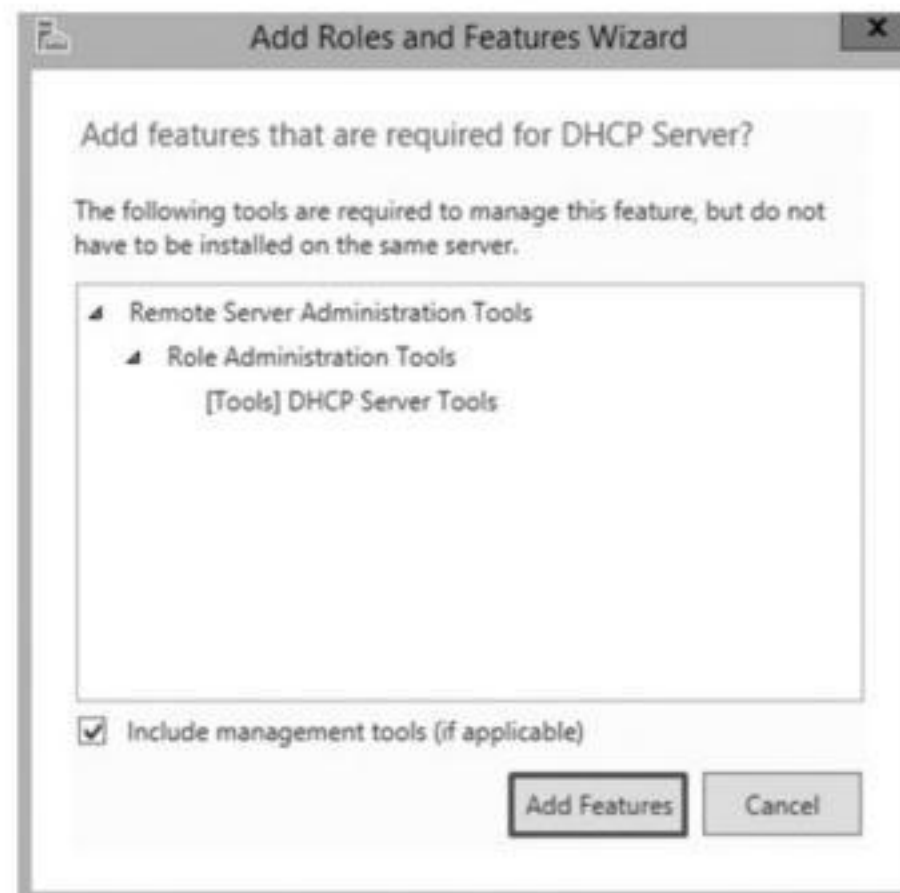 Add Roles and Features Wizard
Add features that are required for DHCP Server?
The following tools are required to manage this feature, but do not
have to be installed on the same server.
Remote Server Administration Tools
Role Administration Tools
[Tools] DHCP Server Tools
Include management tools (if applicable)
Add Features
Cancel